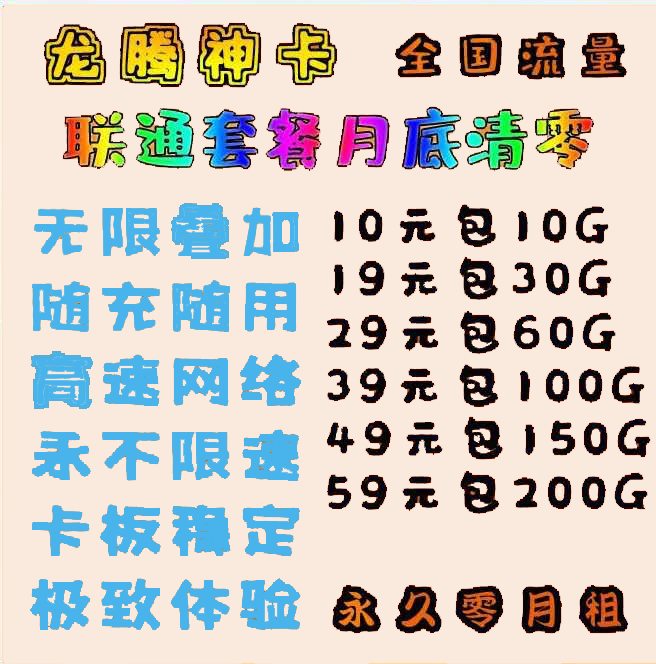 龙腾神卡 全国流量
联通套餐月底清零
无限叠加
随充随用
高速网络
永不限速
卡板稳定
极致体验
10元包10G
19元包30G
29元包60G
39元包100G
49元包150G
59元包200G
永久零月租